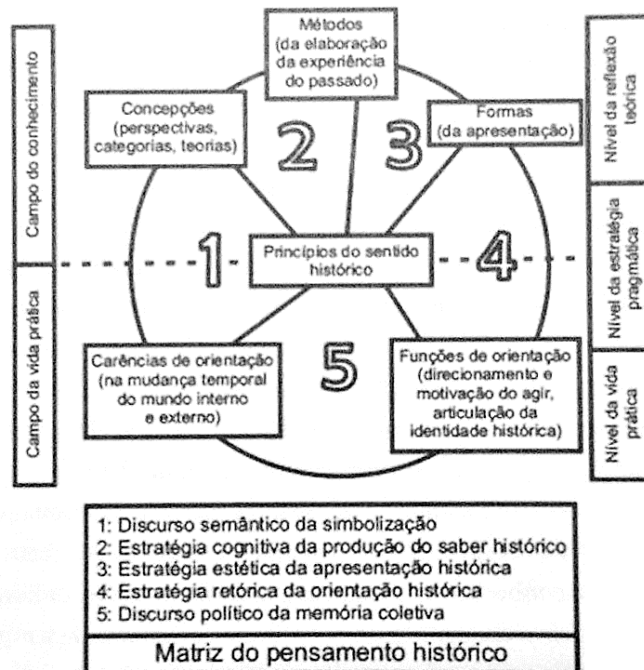 Métodos
(da elaboração
da experiência
do passado)
Concepções
(perspectivas,
categorias, teorias)
Formas
(da apresentação)
2
3
1
Princípios do sentido
histórico
4
Carências de orientação
(na mudança temporal
do mundo interno
e externo)
5
Funções de orientação
(direcionamento e
motivação do agir,
articulação da
identidade histórica)
Campo do conhecimento
Campo da vida prática
Nível da reflexão
teórica
Nível da estratégia
pragmática
Nível da vida
prática
1: Discurso semântico da simbolização
2: Estratégia cognitiva da produção do saber histórico
3: Estratégia estética da apresentação histórica
4: Estratégia retórica da orientação histórica
5: Discurso político da memória coletiva
Matriz do pensamento histórico